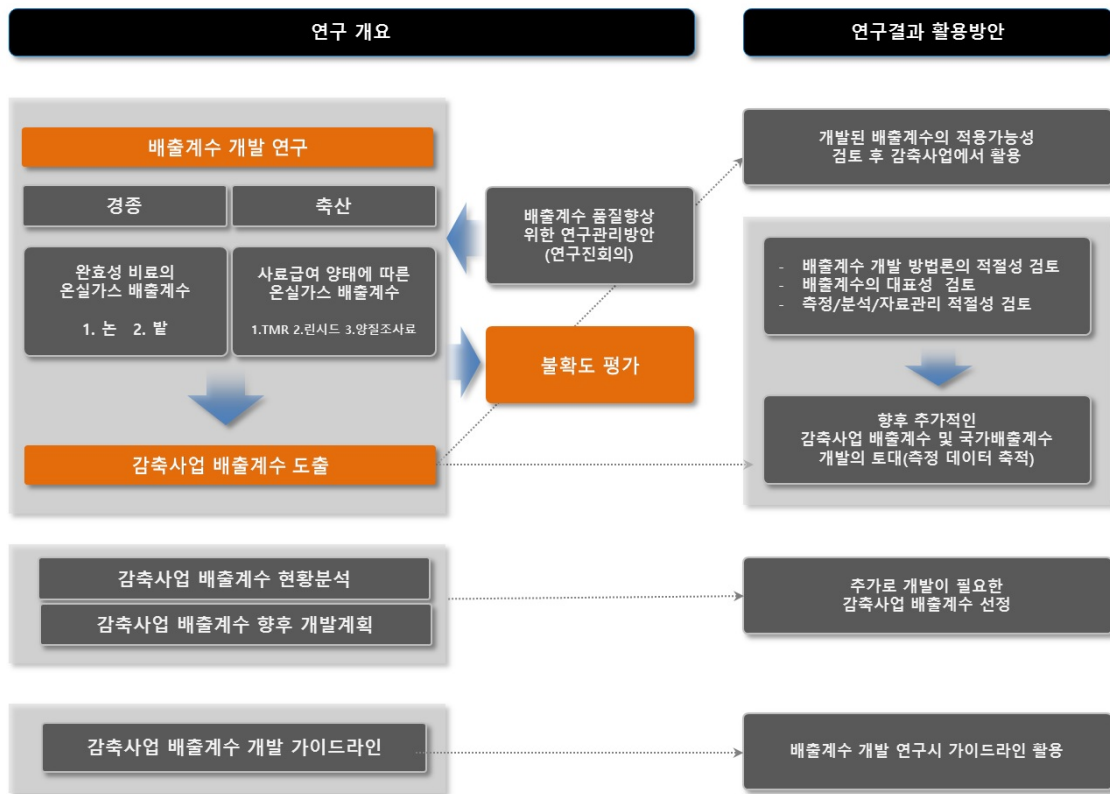 연구 개요
연구결과 활용방안
배출계수 개발 연구
경종
축산
완효성 비료의
온실가스 배출계수
1. 논 2. 밭
사료급여 양태에 따른
온실가스 배출계수
1.TMR 2.린시드 3.양질조사료
감축사업 배출계수 도출
배출계수 품질향상
위한 연구관리방안
(연구진회의)
불확도 평가
개발된 배출계수의 적용가능성
검토 후 감축사업에서 활용
- 배출계수 개발 방법론의 적절성 검토
- 배출계수의 대표성 검토
- 측정/분석/자료관리 적절성 검토
향후 추가적인
감축사업 배출계수 및 국가배출계수
개발의 토대(측정 데이터 축적)
감축사업 배출계수 현황분석
감축사업 배출계수 향후 개발계획
추가로 개발이 필요한
감축사업 배출계수 선정
감축사업 배출계수 개발 가이드라인
배출계수 개발 연구시 가이드라인 활용